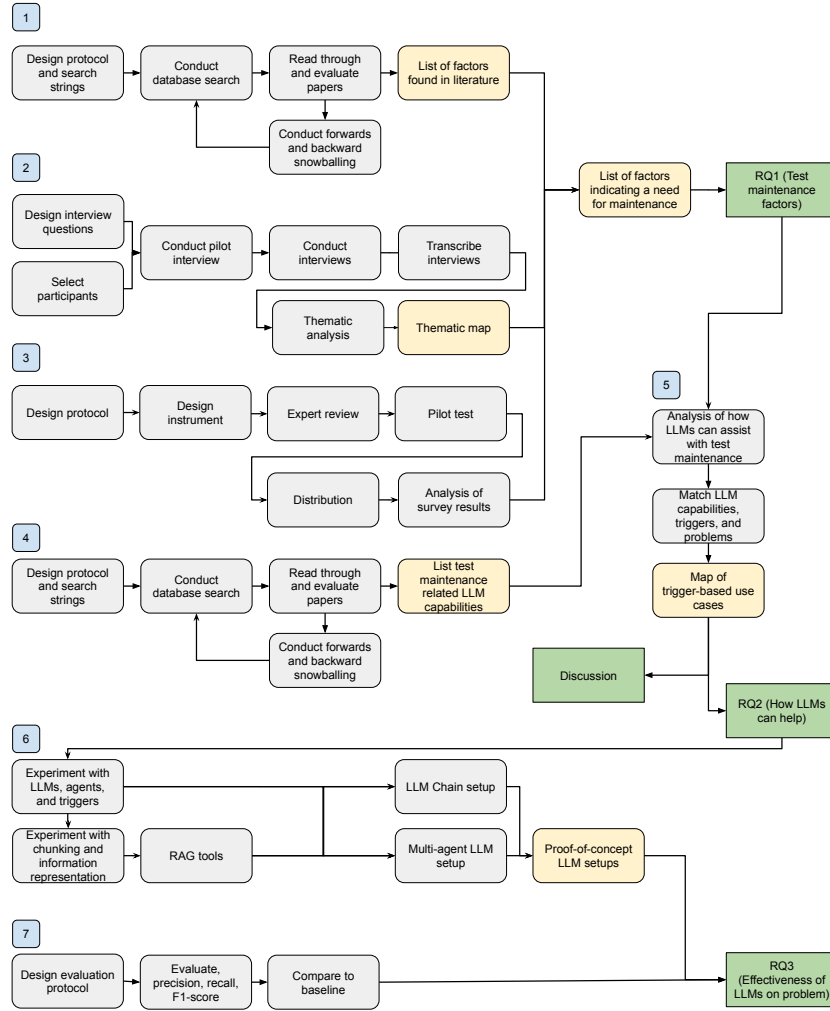 1
Design protocol
and search
strings
Conduct
database search
Read through
and evaluate
papers
List of factors
found in literature
Conduct forwards
and backward
snowballing
2
Design interview
questions
Select
participants
Conduct pilot
interview
Conduct
interviews
Transcribe
interviews
Thematic
analysis
Thematic map
List of factors
indicating a need
for maintenance
RQ1 (Test
maintenance
factors)
3
Design protocol
Design
instrument
Expert review
Pilot test
Distribution
Analysis of
survey results
4
Design protocol
and search
strings
Conduct
database search
Read through
and evaluate
papers
List test
maintenance
related LLM
capabilities
Conduct forwards
and backward
snowballing
5
Analysis of how
LLMs can assist
with test
maintenance
Match LLM
capabilities,
triggers, and
problems
Map of
trigger-based use
cases
Discussion
RQ2 (How LLMs
can help)
6
Experiment with
LLMs, agents,
and triggers
Experiment with
chunking and
information
representation
RAG tools
LLM Chain setup
Multi-agent LLM
setup
Proof-of-concept
LLM setups
7
Design evaluation
protocol
Evaluate,
precision, recall,
F1-score
Compare to
baseline
RQ3
(Effectiveness of
LLMs on problem)